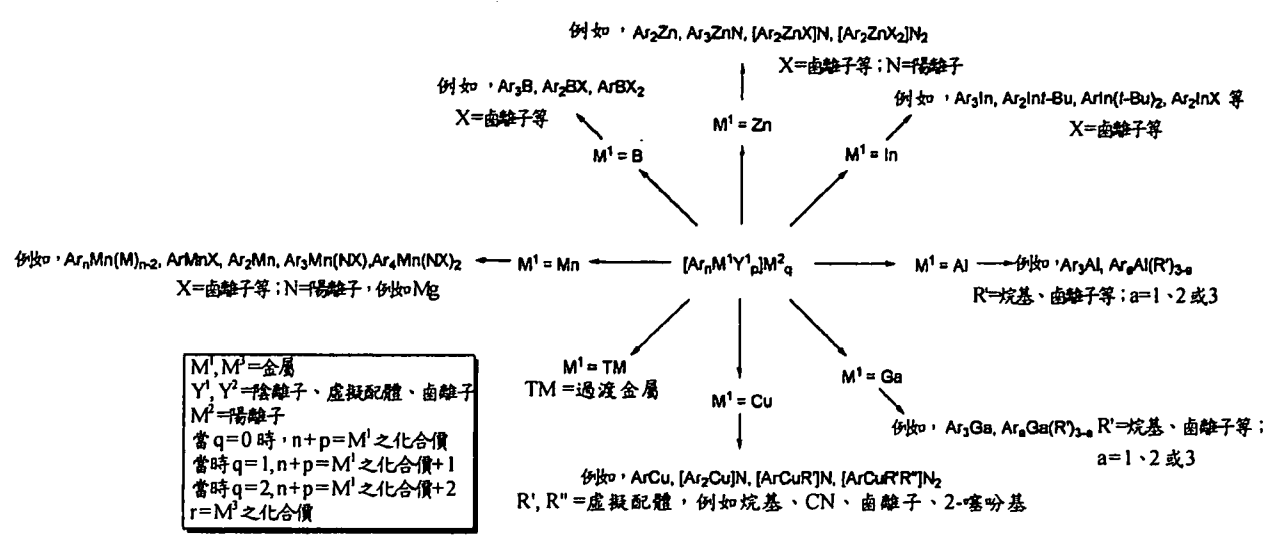 例如，Ar₂Zn, Ar₃ZnN, [Ar₂ZnX]N, [Ar₂ZnX₂]N₂
X=鹵離子等；N=陽離子
例如，Ar₃B, Ar₂BX, ArBX₂
X=鹵離子等
例如，Ar₃In, Ar₂Int-Bu, ArIn(t-Bu)₂, Ar₂InX 等
X=鹵離子等
M¹ = Zn
M¹ = B
M¹ = In
例如，ArₙMn(M)ₙ₋₂, ArMnX, Ar₂Mn, Ar₃Mn(NX),Ar₄Mn(NX)₂
X=鹵離子等；N=陽離子，例如Mg
M¹ = Mn
[ArₙM¹Y¹ₚ]M²q
M¹ = Al
例如，Ar₃Al, ArₐAl(R')₃₋ₐ
R'=烷基、鹵離子等；a=1、2 或3
M¹ = TM
TM =過渡金屬
M¹ = Cu
M¹ = Ga
例如，Ar₃Ga, ArₐGa(R')₃₋ₐ R'=烷基、鹵離子等；
a=1、2 或3
例如，ArCu, [Ar₂Cu]N, [ArCuR']N, [ArCuR'R"]N₂
R', R" =虛擬配體，例如烷基、CN、鹵離子、2-噻吩基
M¹, M³=金屬
Y¹, Y²=陰離子、虛擬配體、鹵離子
M²=陽離子
當q=0 時，n+p=M¹ 之化合價
當時q=1, n+p=M¹ 之化合價+1
當時q=2, n+p=M¹ 之化合價+2
r=M³之化合價